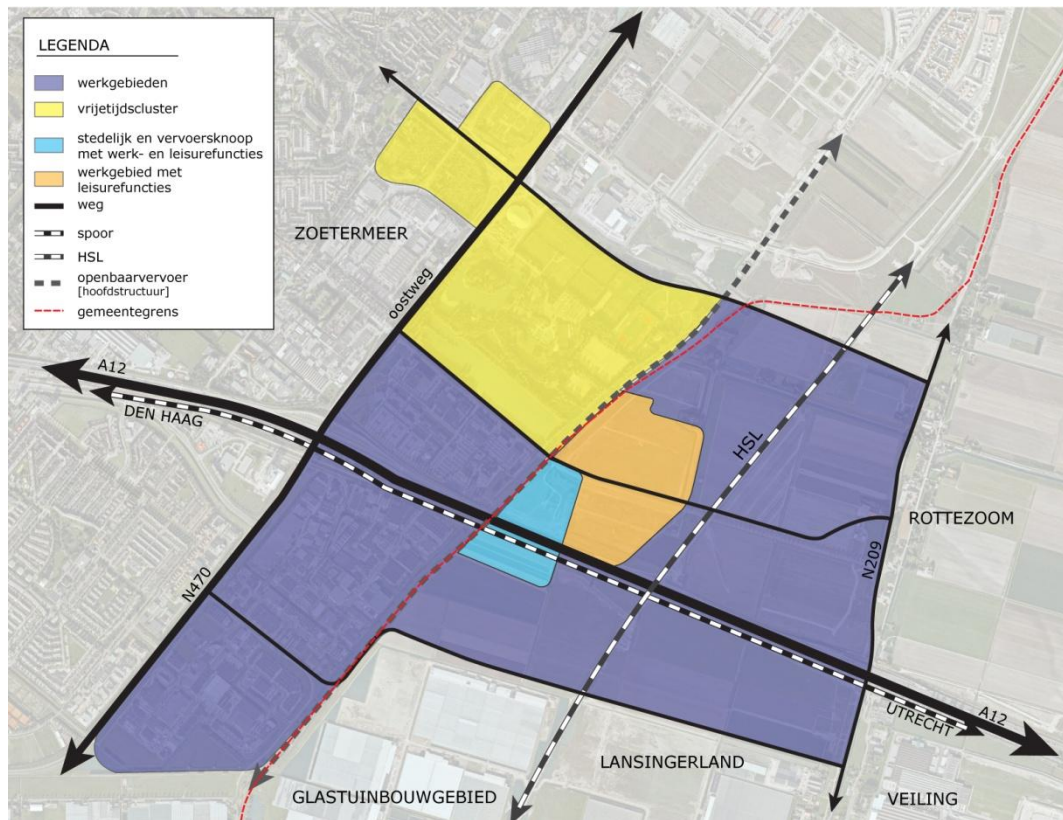 LEGENDA
werkgebieden
vrijetijdscluster
stedelijk en vervoersknoop
met werk- en leisurefuncties
werkgebied met
leisurefuncties
weg
spoor
HSL
openbaarvervoer
[hoofdstructuur]
gemeentegrens
ZOETERMEER
oostweg
A12
DEN HAAG
HSL
ROTTEZOOM
N209
N470
UTRECHT
A12
LANSINGERLAND
GLASTUINBOUWGEBIED
VEILING